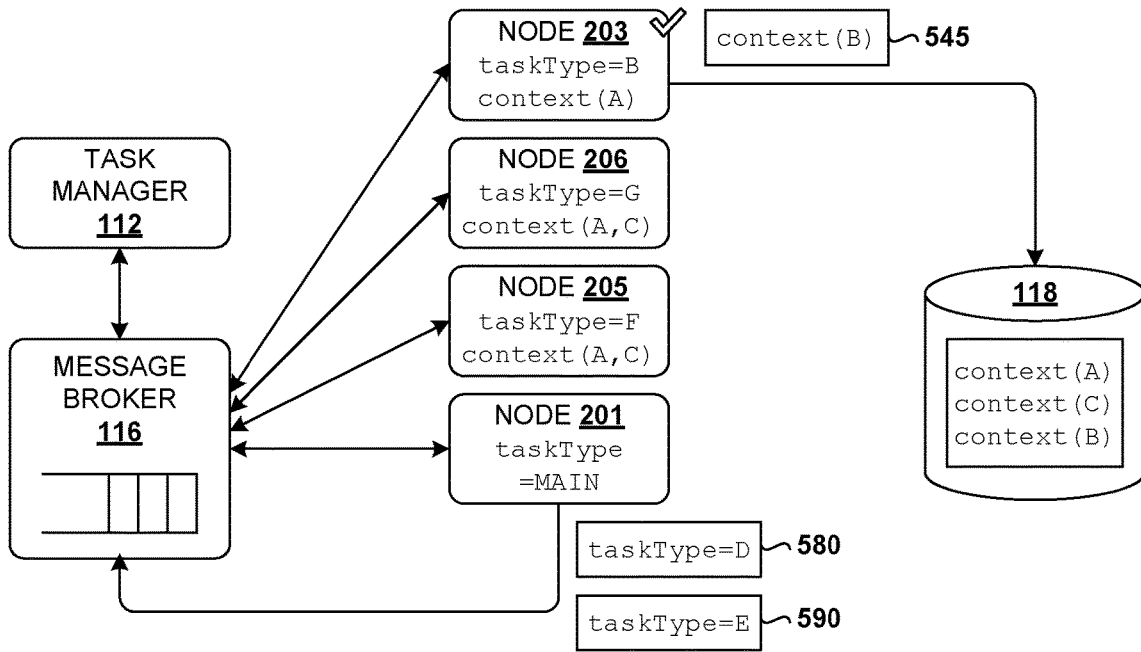 NODE 203
taskType=B
context(A)
context(B)
545
TASK
MANAGER
112
NODE 206
taskType=G
context(A,C)
NODE 205
taskType=F
context(A,C)
118
context(A)
context(C)
context(B)
MESSAGE
BROKER
116
NODE 201
taskType
=MAIN
taskType=D
580
taskType=E
590